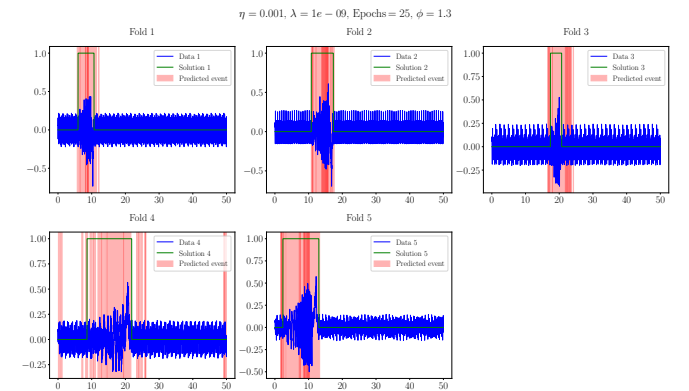 η = 0.001, λ = 1e − 09, Epochs = 25, ϕ = 1.3
Fold 1
1.0
0.5
0.0
−0.5
0 10 20 30 40 50
Data 1
Solution 1
Predicted event
Fold 2
1.0
0.5
0.0
−0.5
0 10 20 30 40 50
Data 2
Solution 2
Predicted event
Fold 3
1.00
0.75
0.50
0.25
0.00
−0.25
0 10 20 30 40 50
Data 3
Solution 3
Predicted event
Fold 4
1.00
0.75
0.50
0.25
0.00
−0.25
0 10 20 30 40 50
Data 4
Solution 4
Predicted event
Fold 5
1.00
0.75
0.50
0.25
0.00
−0.25
−0.50
0 10 20 30 40 50
Data 5
Solution 5
Predicted event